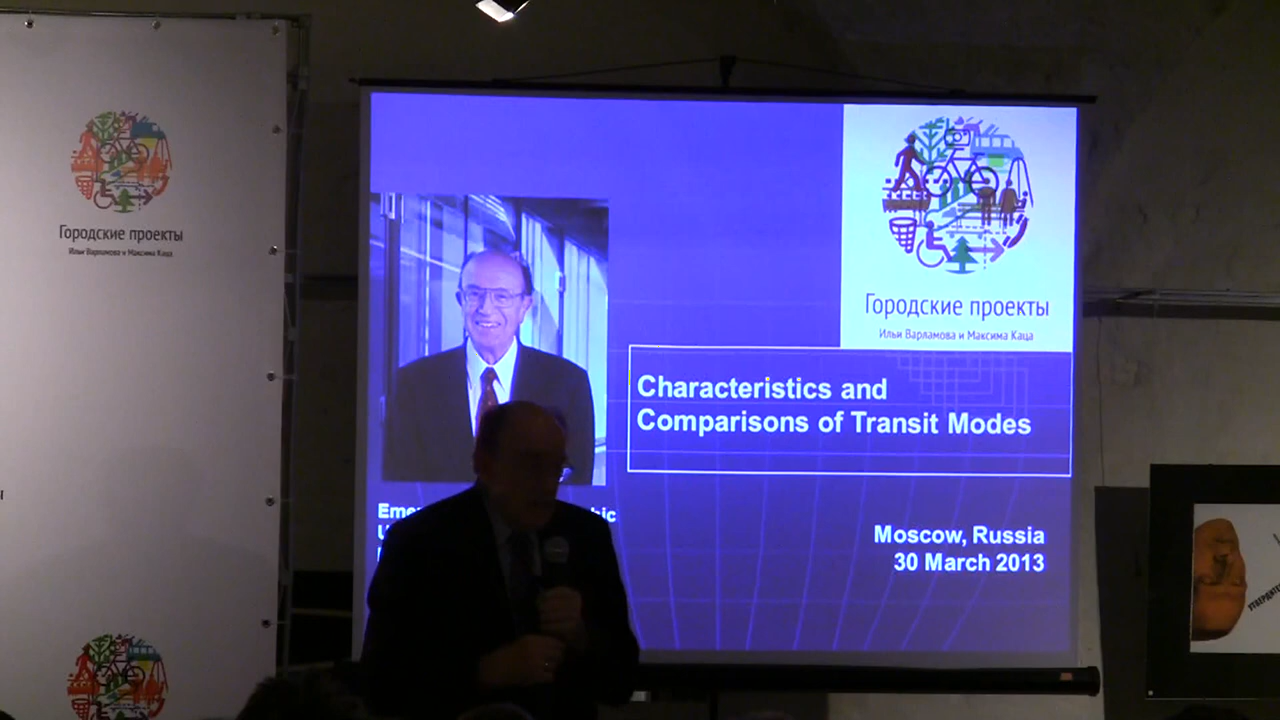 Городские проекты
Ильи Варламова и Максима Каца
Городские проекты
Ильи Варламова и Максима Каца
Characteristics and
Comparisons of Transit Modes
Moscow, Russia
30 March 2013